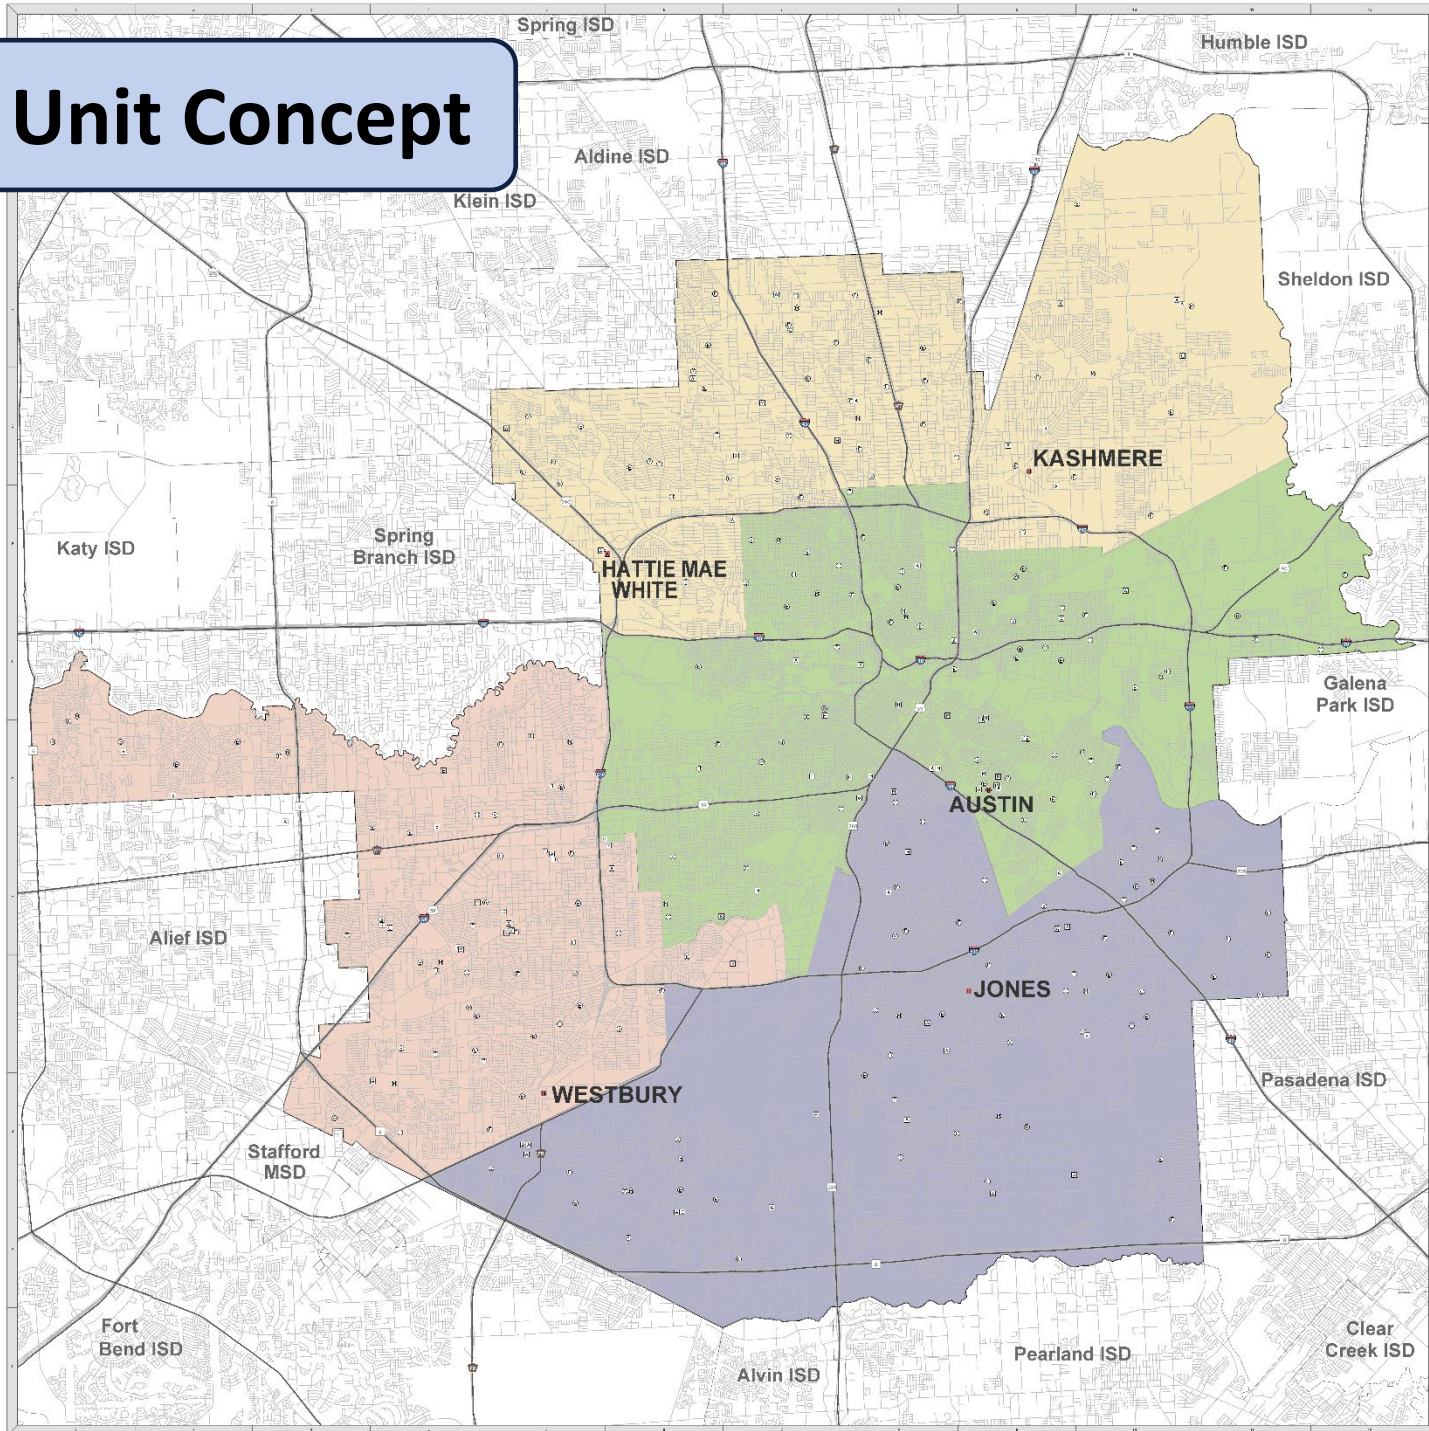 Spring ISD
Humble ISD
Unit Concept
Aldine ISD
Klein ISD
Sheldon ISD
KASHMERE
Katy ISD
Spring
Branch ISD
HATTIE MAE
WHITE
Galena
Park ISD
AUSTIN
Alief ISD
JONES
Pasadena ISD
WESTBURY
Stafford
MSD
Fort
Bend ISD
Clear
Creek ISD
Pearland ISD
Alvin ISD